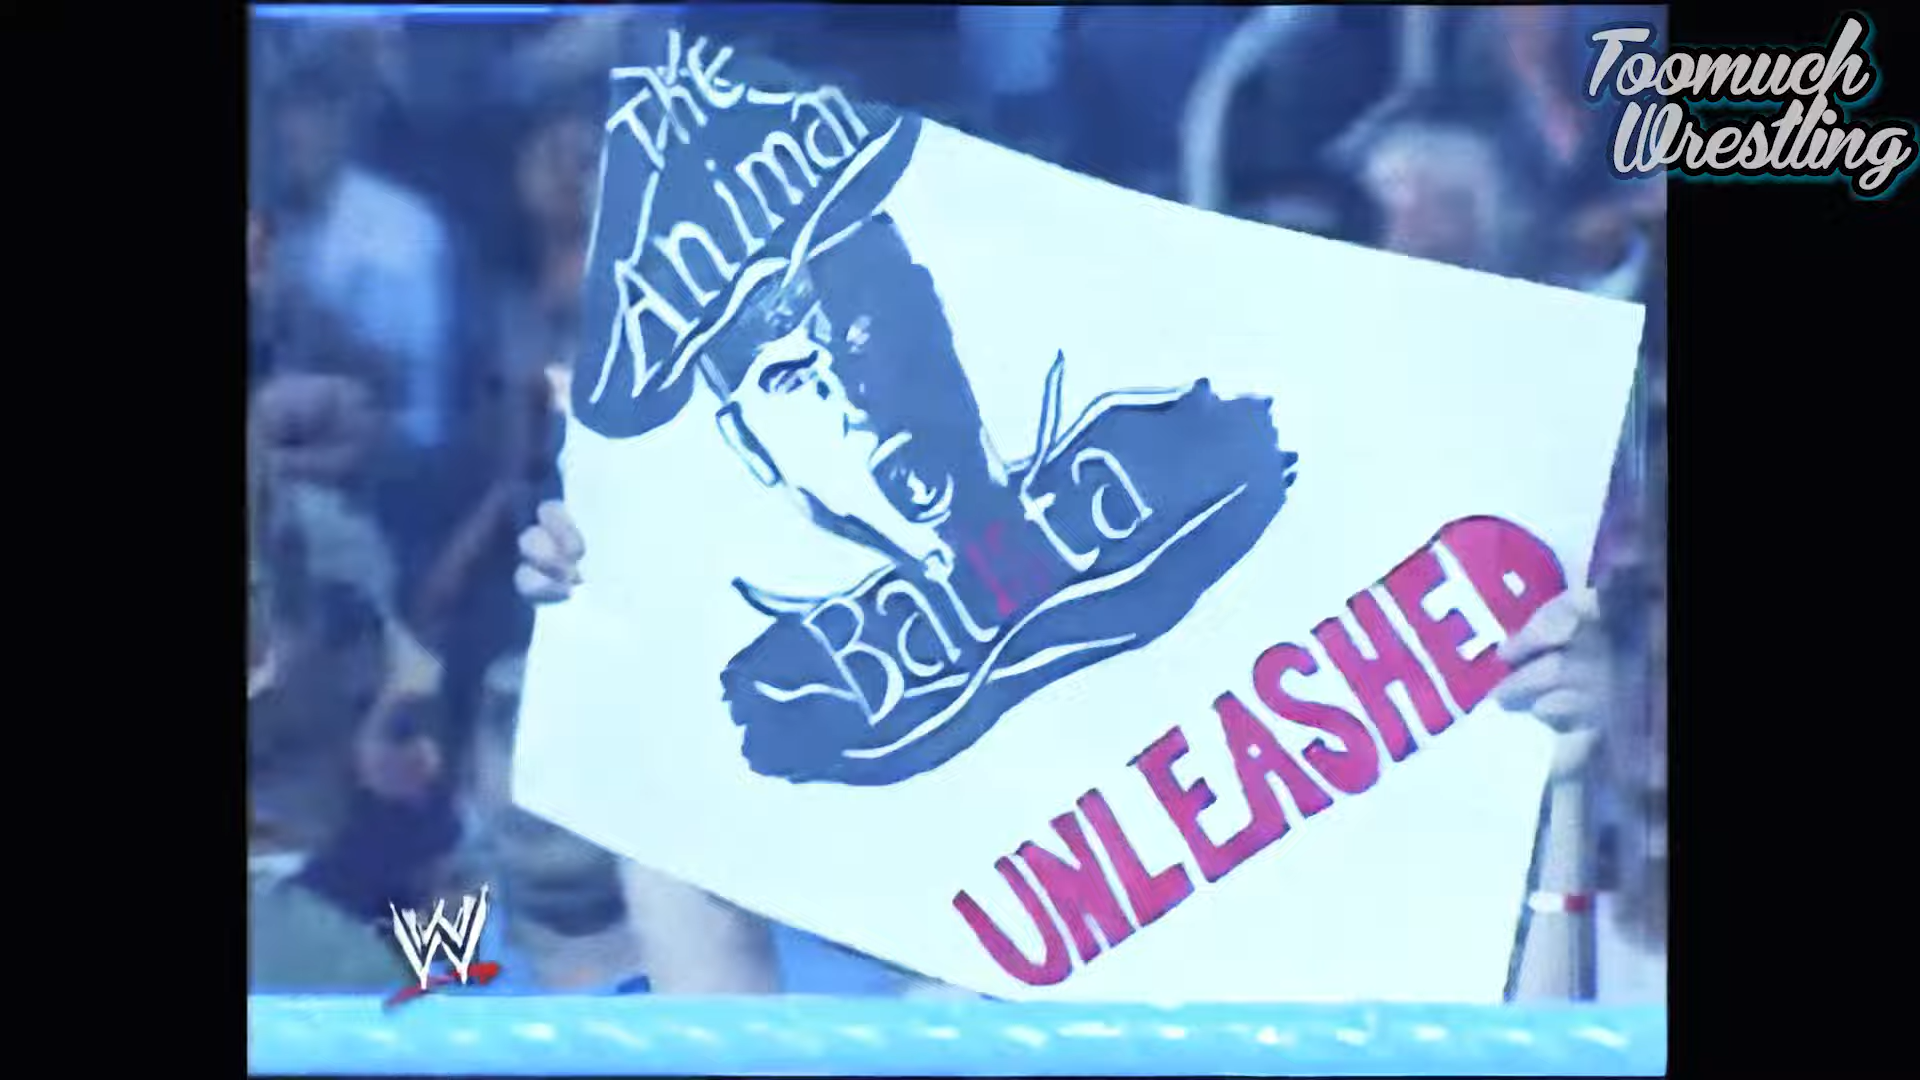 Toomuch
Wrestling
The
Animal
Batista
UNLEASHED
W